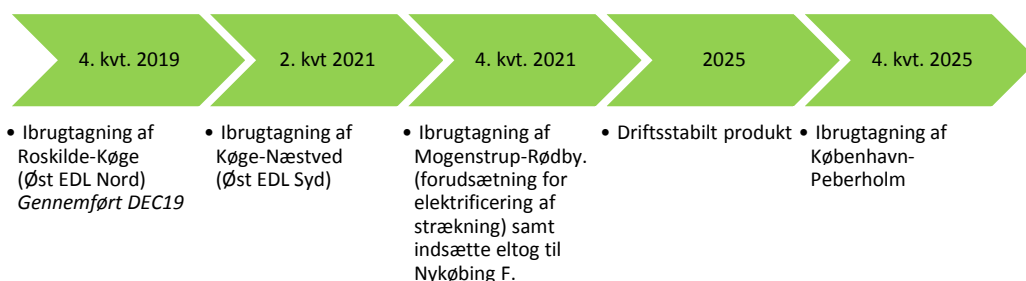 4. kvt. 2019
2. kvt 2021
4. kvt. 2021
2025
4. kvt. 2025
• Ibrugtagning af
Roskilde-Køge
(Øst EDL Nord)
Gennemført DEC19
• Ibrugtagning af
Køge-Næstved
(Øst EDL Syd)
• Ibrugtagning af
Mogenstrup-Rødby.
(forudsætning for
elektrificering af
strækning) samt
indsætte eltog til
Nykøbing F.
• Driftsstabilt produkt
• Ibrugtagning af
København-
Peberholm